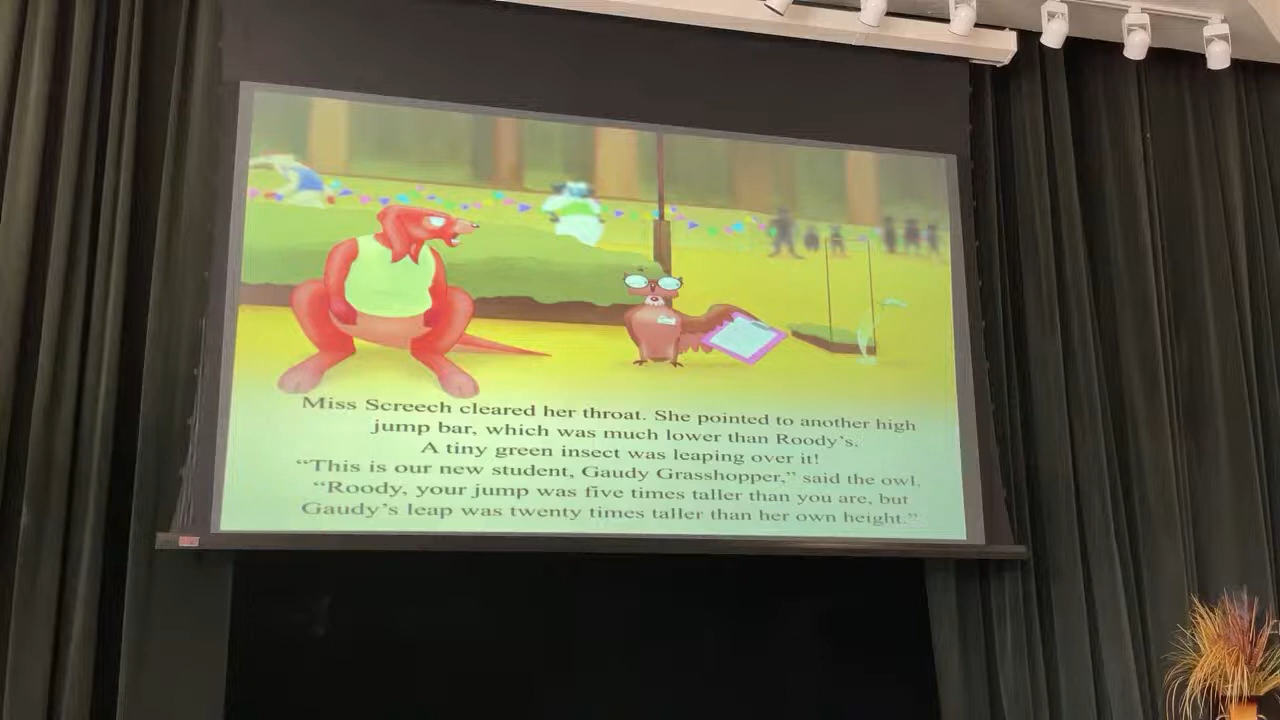 Miss Screech cleared her throat. She pointed to another high
jump bar, which was much lower than Roody's.
A tiny green insect was leaping over it!
“This is our new student, Gaudy Grasshopper,” said the owl.
“Roody, your jump was five times taller than you are, but
Gaudy's leap was twenty times taller than her own height.”